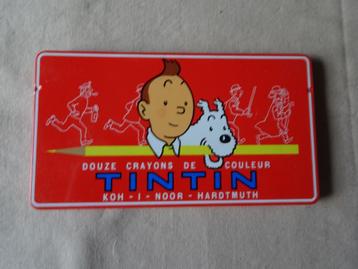 DOUZE CRAYONS DE COULEUR
TINTIN
KOH - I - NOOR - HARDTMUTH